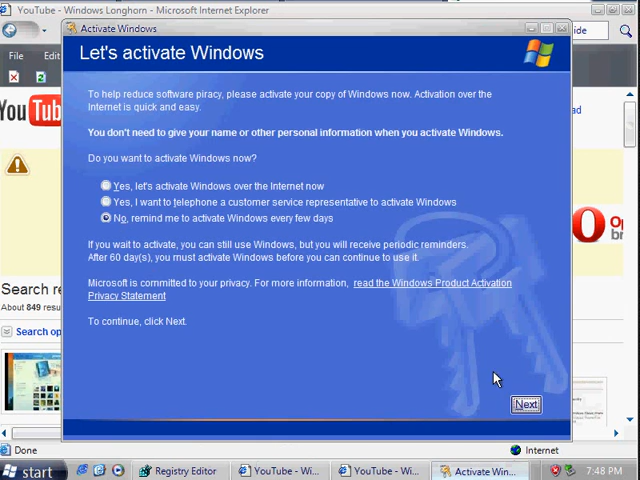 YouTube - Windows Longhorn - Microsoft Internet Explorer
Activate Windows
ide
File
Edit
Let's activate Windows
You Tub
ad
To help reduce software piracy, please activate your copy of Windows now. Activation over the
Internet is quick and easy.
You don't need to give your name or other personal information when you activate Windows.
Do you want to activate Windows now?
Yes, let's activate Windows over the Internet now
Yes, I want to telephone a customer service representative to activate Windows
No, remind me to activate Windows every few days
Op
bro
If you wait to activate, you can still use Windows, but you will receive periodic reminders.
After 60 day(s), you must activate Windows before you can continue to use it.
Search re
About 849 resul
Microsoft is committed to your privacy. For more information, read the Windows Product Activation
Privacy Statement
To continue, click Next.
Search op
Next
Done
Internet
start
Registry Editor
YouTube - Wi...
YouTube - Wi...
Activate Win...
7:48 PM